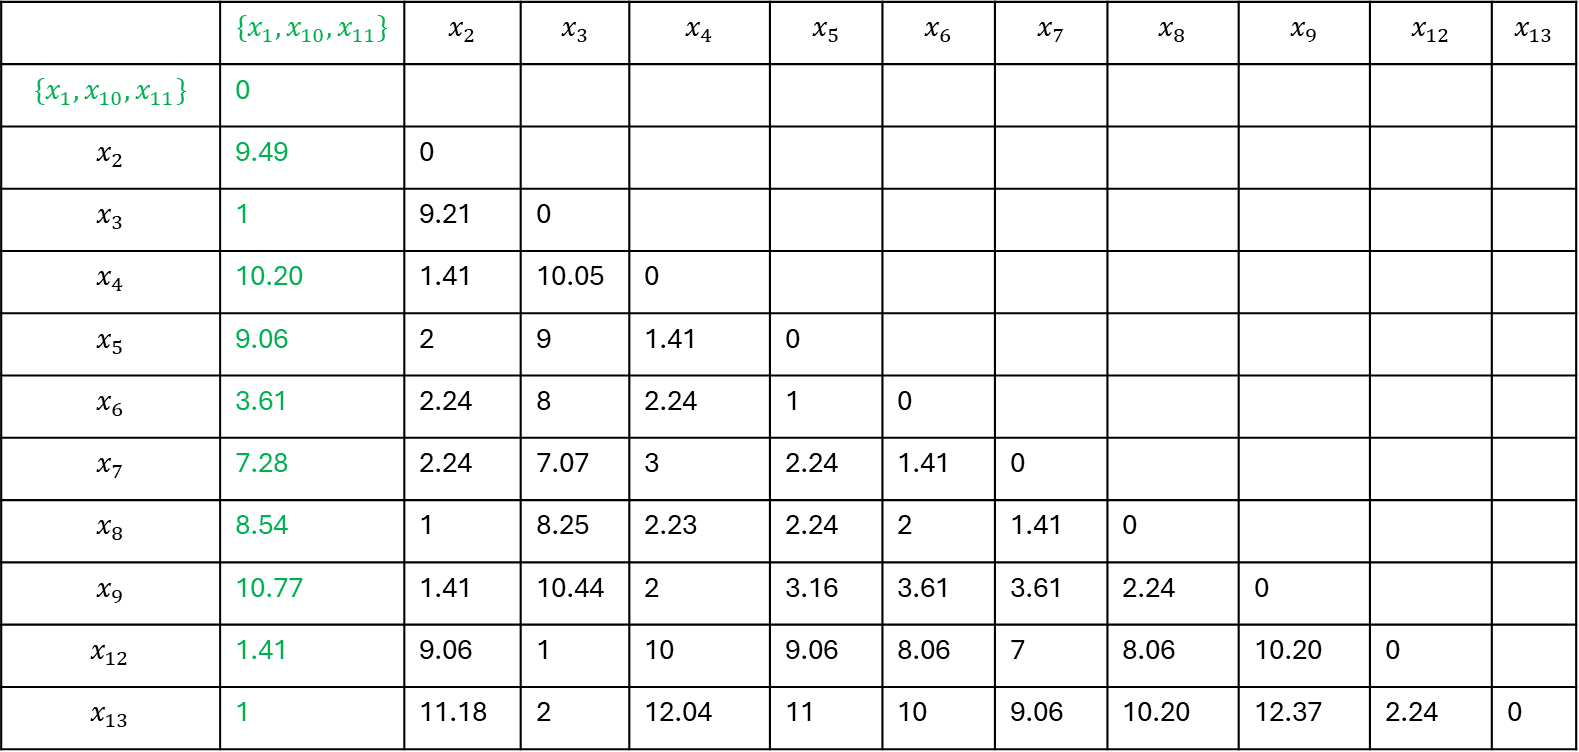 {x₁, x₁₀, x₁₁} x₂ x₃ x₄ x₅ x₆ x₇ x₈ x₉ x₁₂ x₁₃
{x₁, x₁₀, x₁₁} 0
x₂ 9.49 0
x₃ 1 9.21 0
x₄ 10.20 1.41 10.05 0
x₅ 9.06 2 9 1.41 0
x₆ 3.61 2.24 8 2.24 1 0
x₇ 7.28 2.24 7.07 3 2.24 1.41 0
x₈ 8.54 1 8.25 2.23 2.24 2 1.41 0
x₉ 10.77 1.41 10.44 2 3.16 3.61 3.61 2.24 0
x₁₂ 1.41 9.06 1 10 9.06 8.06 7 8.06 10.20 0
x₁₃ 1 11.18 2 12.04 11 10 9.06 10.20 12.37 2.24 0